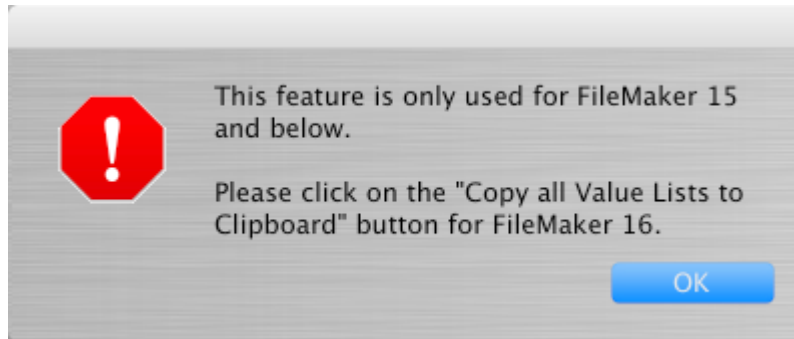 This feature is only used for FileMaker 15
and below.
Please click on the "Copy all Value Lists to
Clipboard" button for FileMaker 16.
OK